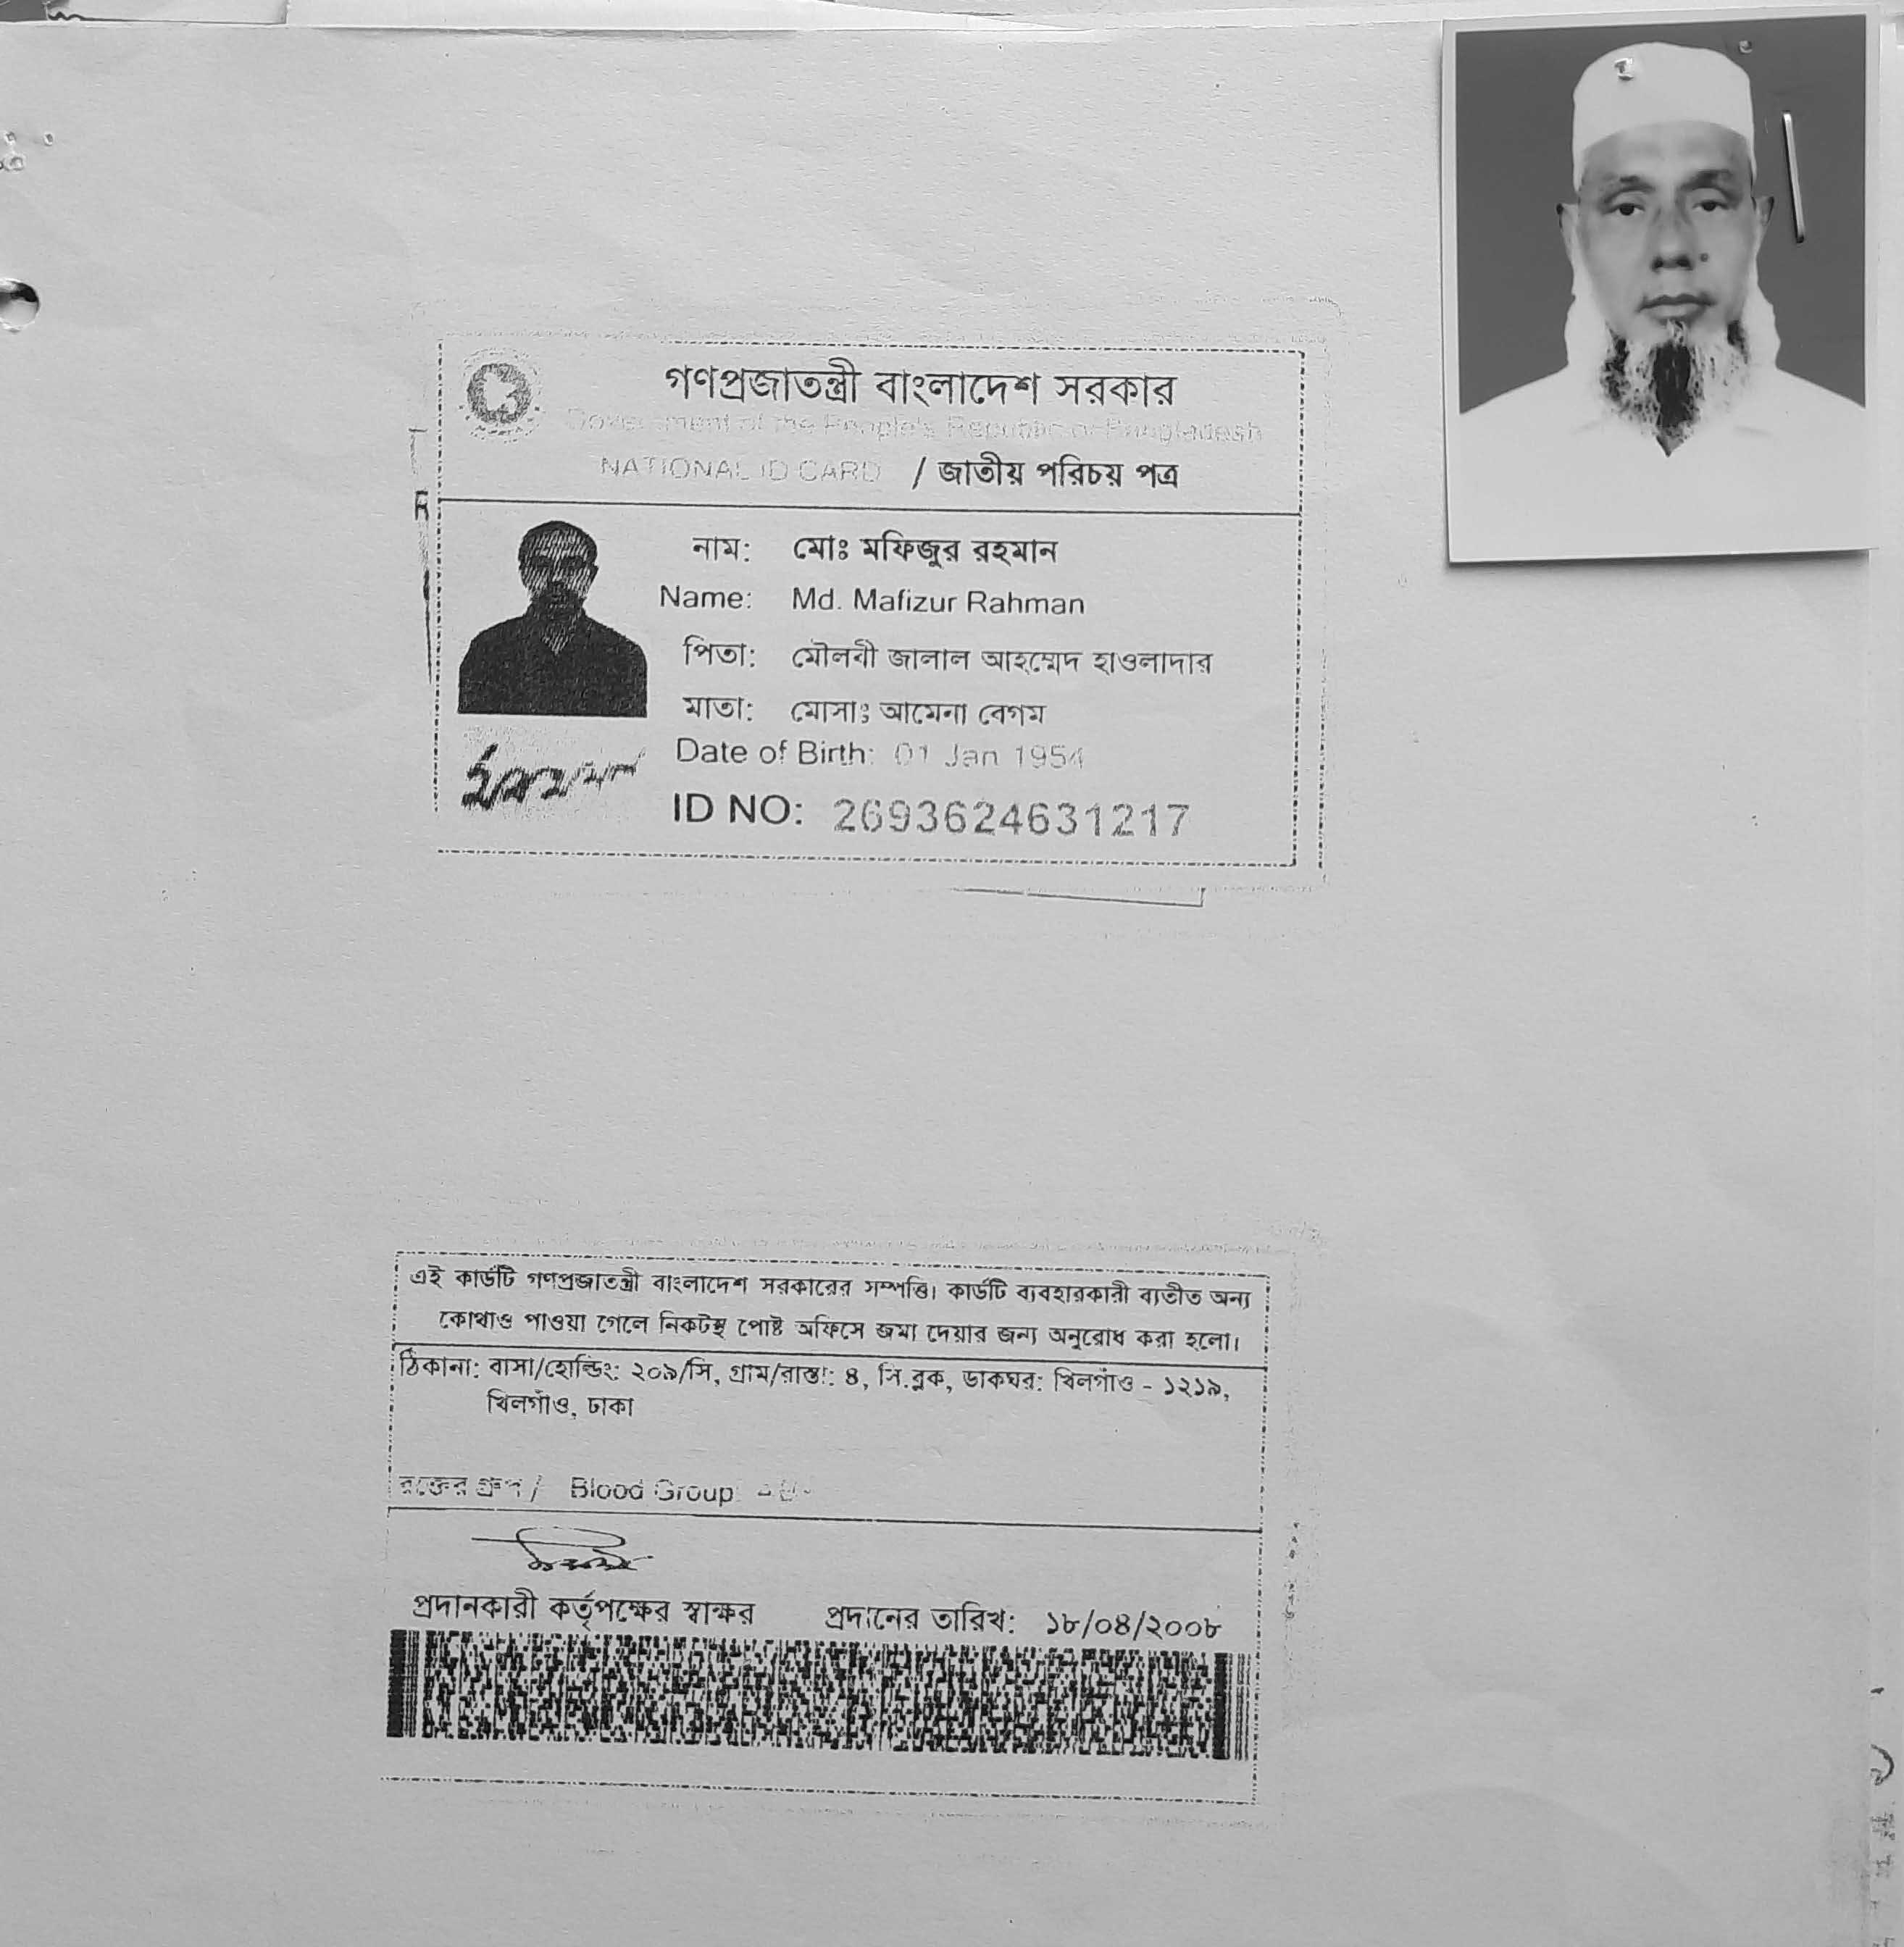 গণপ্রজাতন্ত্রী বাংলাদেশ সরকার
Government of the People's Republic of Bangladesh
NATIONAL ID CARD / জাতীয় পরিচয় পত্র
নাম: মোঃ মফিজুর রহমান
Name: Md. Mafizur Rahman
পিতা: মৌলবী জালাল আহম্মেদ হাওলাদার
মাতা: মোসাঃ আমেনা বেগম
Date of Birth: 01 Jan 1954
ID NO: 2693624631217
এই কার্ডটি গণপ্রজাতন্ত্রী বাংলাদেশ সরকারের সম্পত্তি। কার্ডটি ব্যবহারকারী ব্যতীত অন্য
কোথাও পাওয়া গেলে নিকটস্থ পোষ্ট অফিসে জমা দেয়ার জন্য অনুরোধ করা হলো।
ঠিকানা: বাসা/হোল্ডিং: ২০৯/সি, গ্রাম/রাস্তা: ৪, সি.ব্লক, ডাকঘর: খিলগাঁও - ১২১৯,
খিলগাঁও, ঢাকা
রক্তের গ্রুপ / Blood Group
প্রদানকারী কর্তৃপক্ষের স্বাক্ষর প্রদানের তারিখ: ১৮/০৪/২০০৮